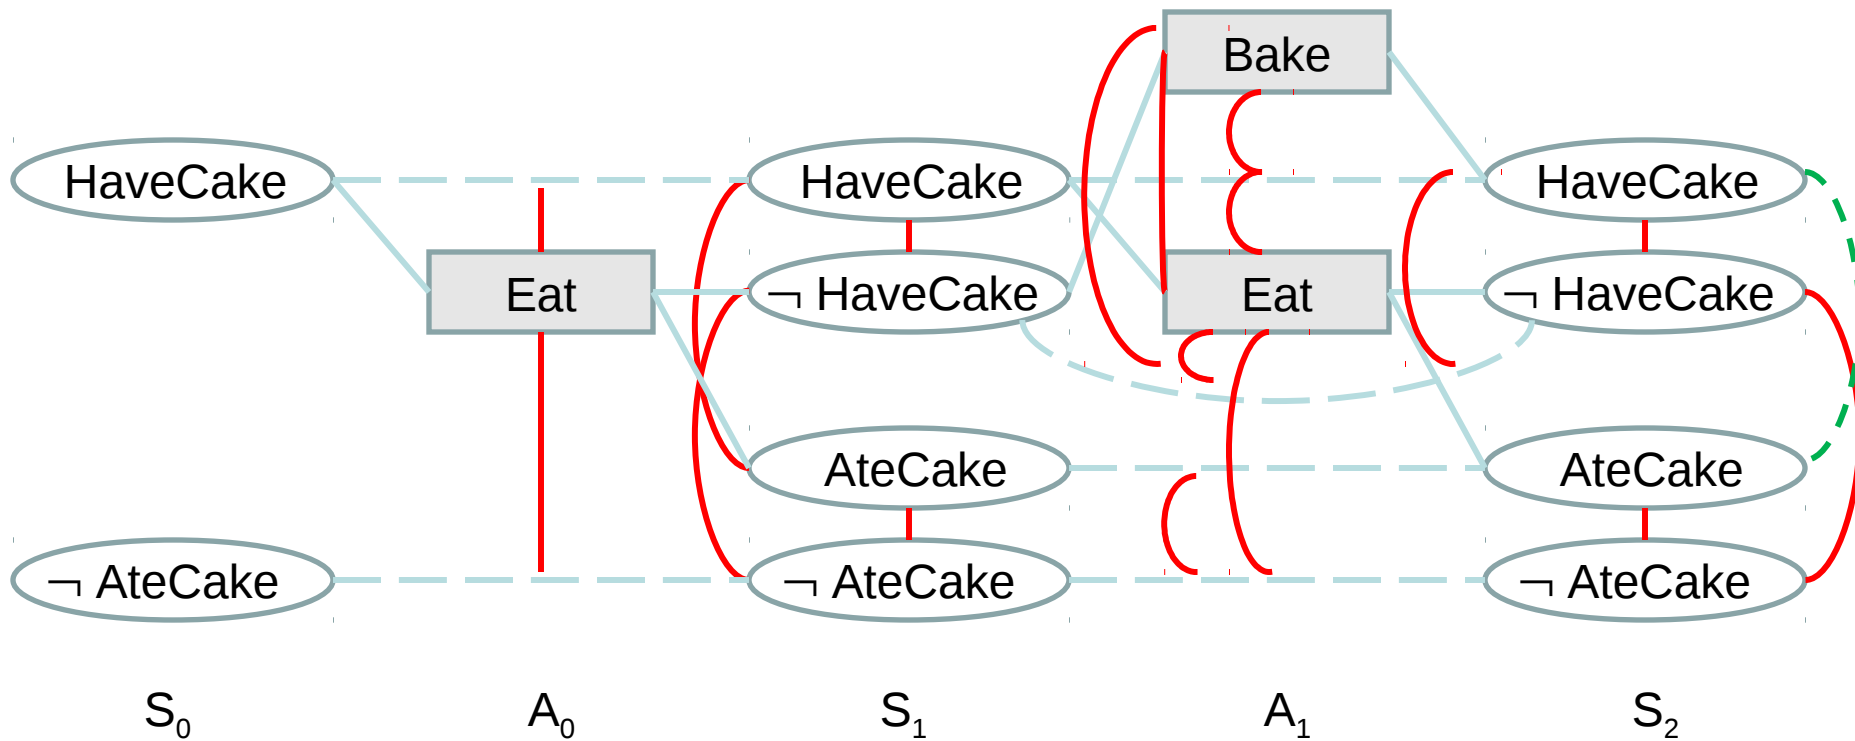 Bake
HaveCake
HaveCake
HaveCake
Eat
¬ HaveCake
Eat
¬ HaveCake
AteCake
AteCake
¬ AteCake
¬ AteCake
¬ AteCake
S0
A0
S1
A1
S2